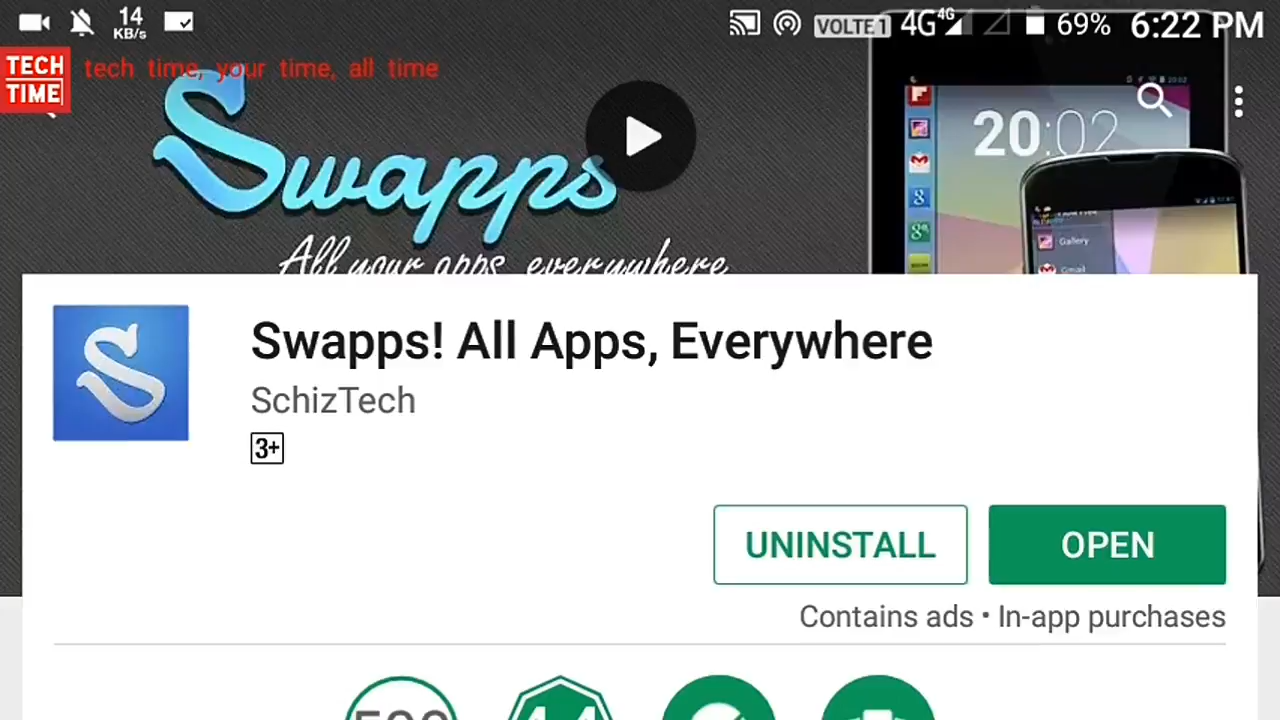 14
KB/s
VOLTE 1
4G
4G
69%
6:22 PM
TECH
TIME
tech time, your time, all time
Swapps
All your apps, everywhere
20:02
Gallery
Gmail
Swapps! All Apps, Everywhere
SchizTech
3+
UNINSTALL
OPEN
Contains ads • In-app purchases